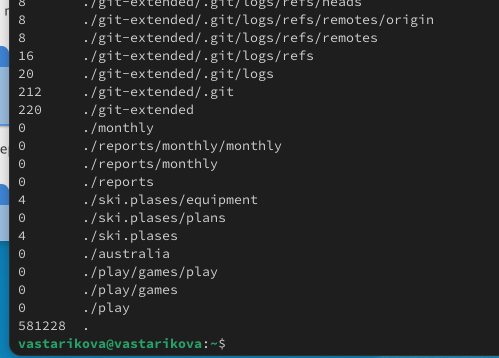 8 ./git-extended/.git/logs/refs/heads
8 ./git-extended/.git/logs/refs/remotes/origin
8 ./git-extended/.git/logs/refs/remotes
16 ./git-extended/.git/logs/refs
20 ./git-extended/.git/logs
212 ./git-extended/.git
220 ./git-extended
0 ./monthly
0 ./reports/monthly/monthly
0 ./reports/monthly
0 ./reports
4 ./ski.plases/equipment
0 ./ski.plases/plans
4 ./ski.plases
0 ./australia
0 ./play/games/play
0 ./play/games
0 ./play
581228 .
vastarikova@vastarikova:~$